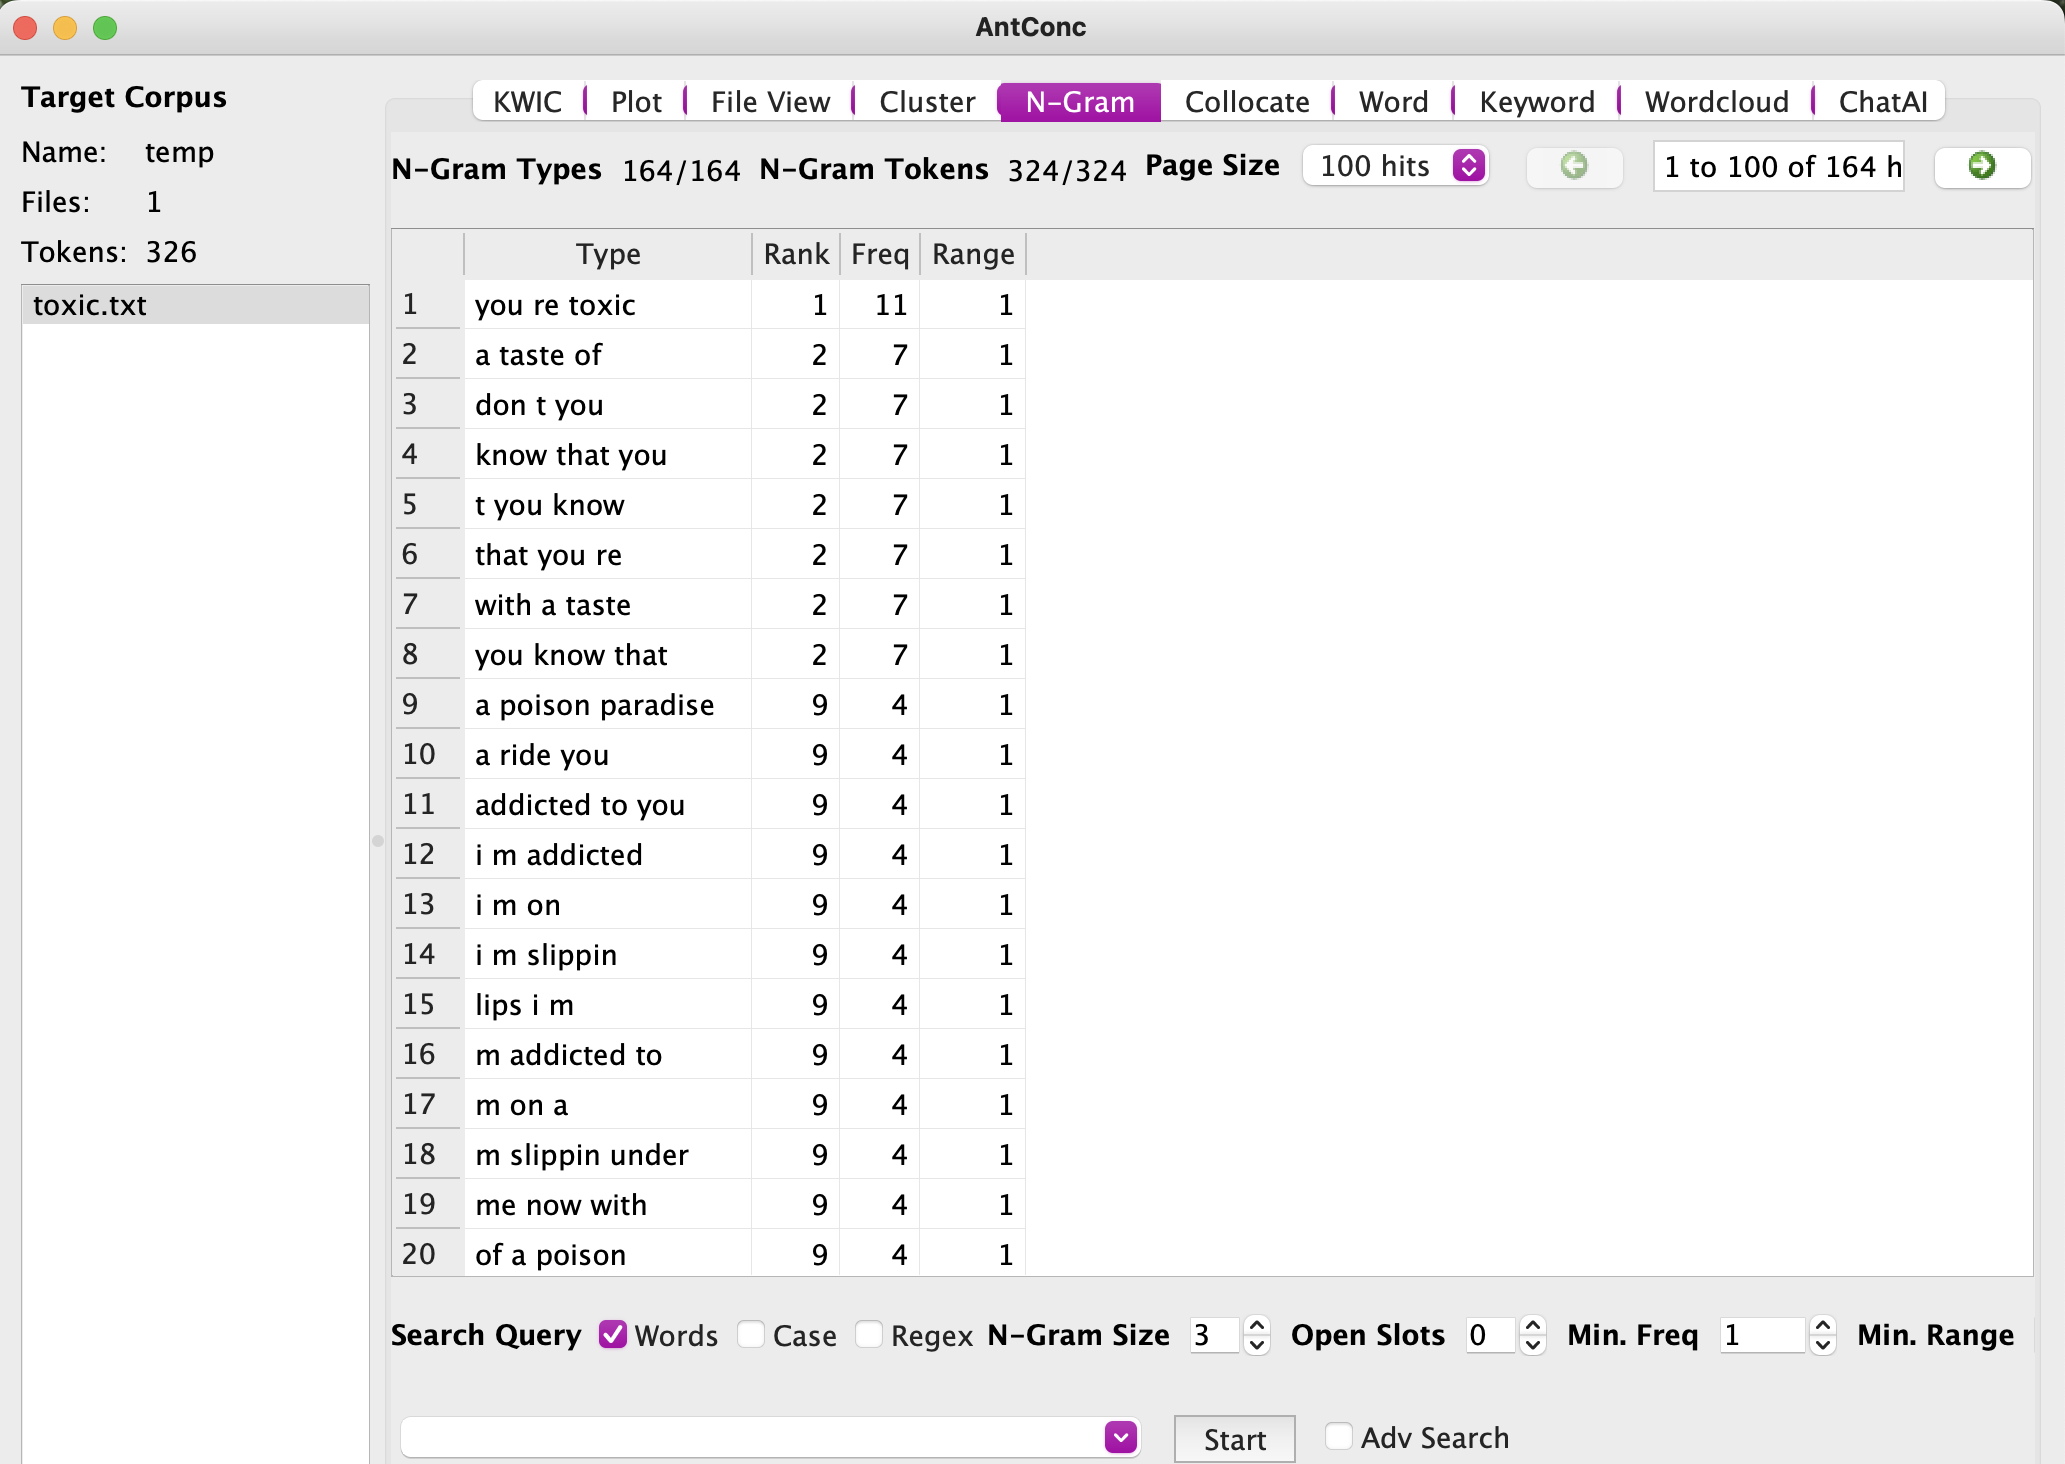 AntConc
Target Corpus
Name: temp
Files: 1
Tokens: 326
toxic.txt
KWIC Plot File View Cluster N-Gram Collocate Word Keyword Wordcloud ChatAI
N-Gram Types 164/164 N-Gram Tokens 324/324 Page Size 100 hits 1 to 100 of 164 h
Type Rank Freq Range
1 you re toxic 1 11 1
2 a taste of 2 7 1
3 don t you 2 7 1
4 know that you 2 7 1
5 t you know 2 7 1
6 that you re 2 7 1
7 with a taste 2 7 1
8 you know that 2 7 1
9 a poison paradise 9 4 1
10 a ride you 9 4 1
11 addicted to you 9 4 1
12 i m addicted 9 4 1
13 i m on 9 4 1
14 i m slippin 9 4 1
15 lips i m 9 4 1
16 m addicted to 9 4 1
17 m on a 9 4 1
18 m slippin under 9 4 1
19 me now with 9 4 1
20 of a poison 9 4 1
Search Query Words Case Regex N-Gram Size 3 Open Slots 0 Min. Freq 1 Min. Range
Start Adv Search